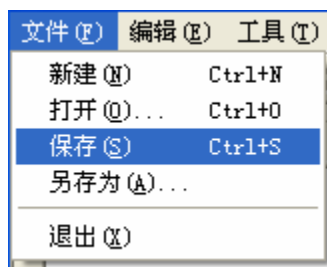 文件(F) 编辑(E) 工具(T)
新建(N) Ctrl+N
打开(O)... Ctrl+O
保存(S) Ctrl+S
另存为(A)...
退出(X)